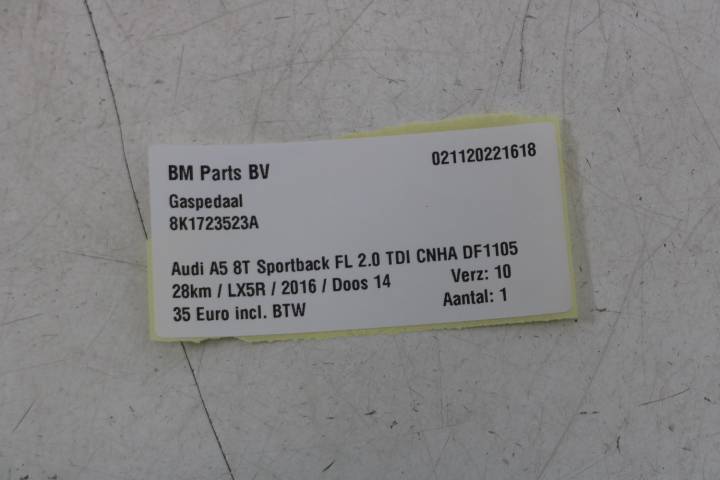 BM Parts BV
021120221618
Gaspedaal
8K1723523A
Audi A5 8T Sportback FL 2.0 TDI CNHA DF1105
28km / LX5R / 2016 / Doos 14
Verz: 10
35 Euro incl. BTW
Aantal: 1